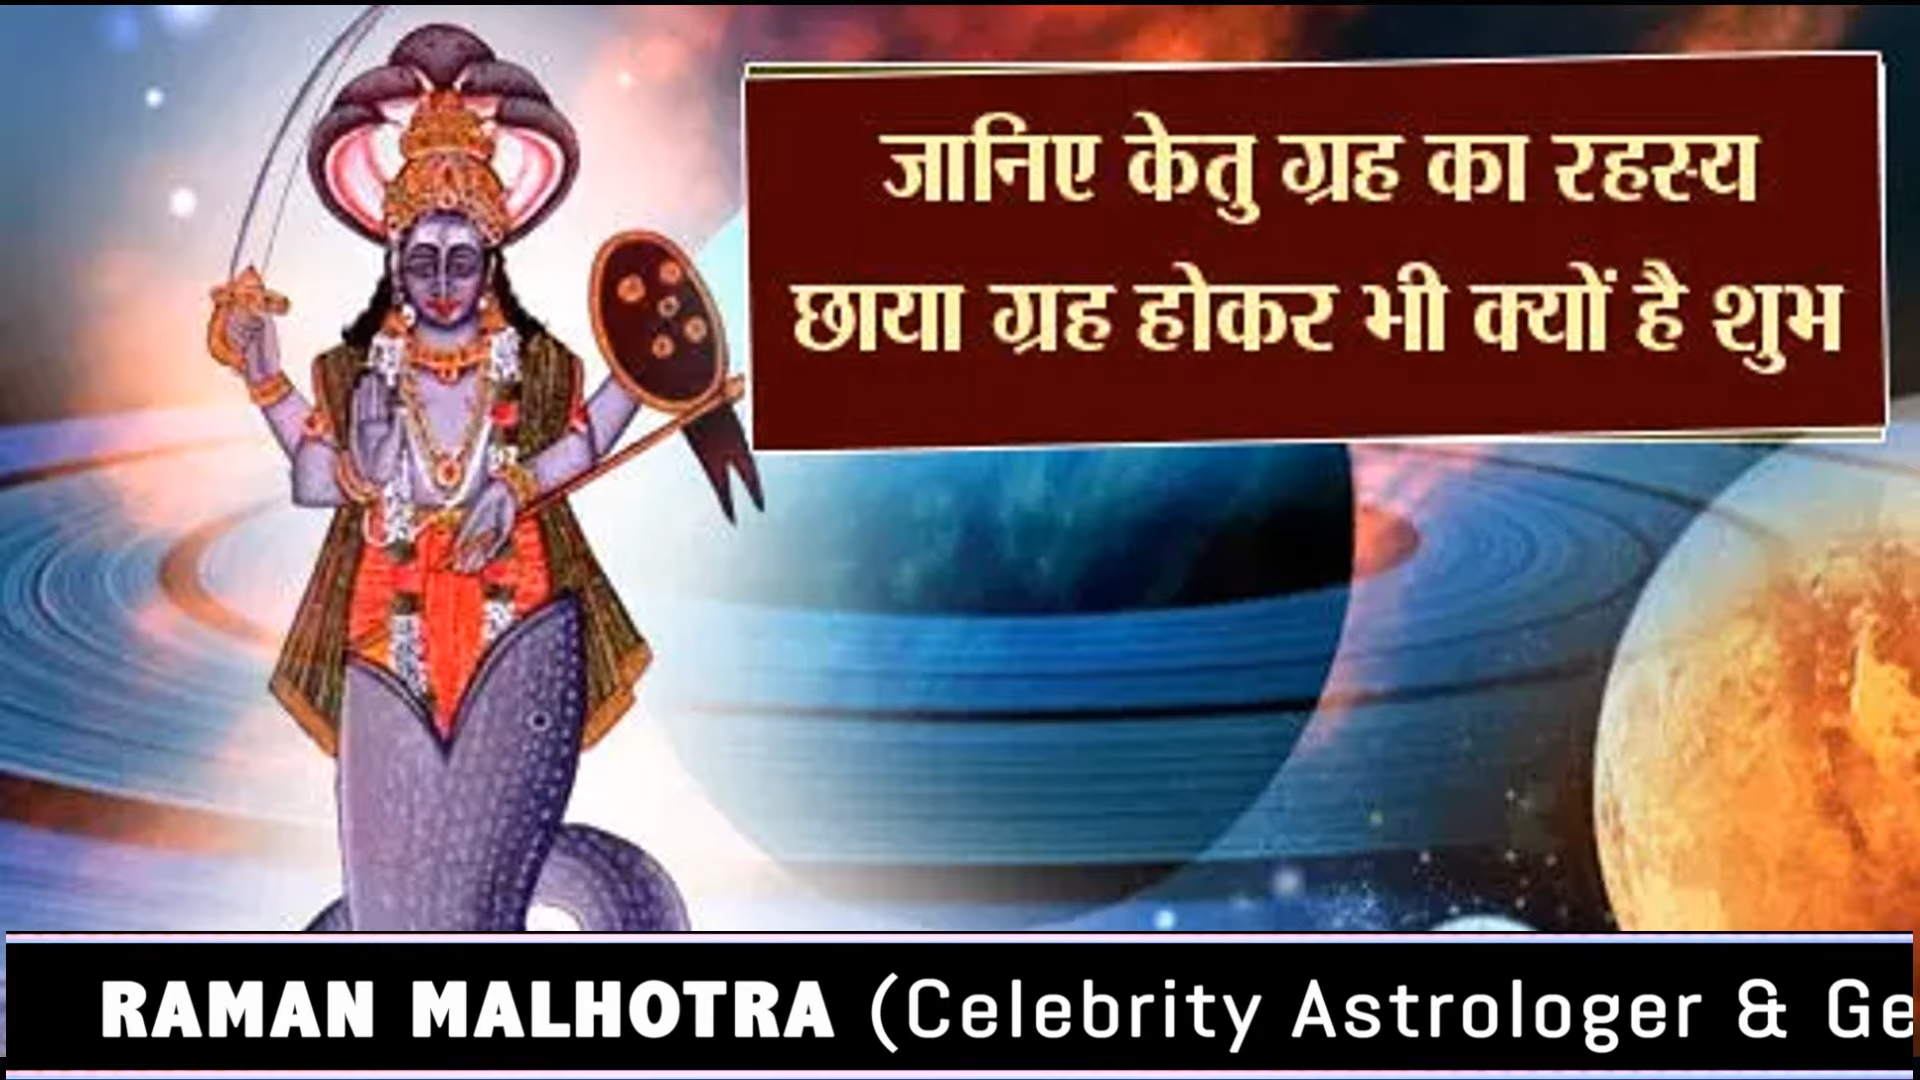 जानिए केतु ग्रह का रहस्य
छाया ग्रह होकर भी क्यों है शुभ
RAMAN MALHOTRA (Celebrity Astrologer & Ge